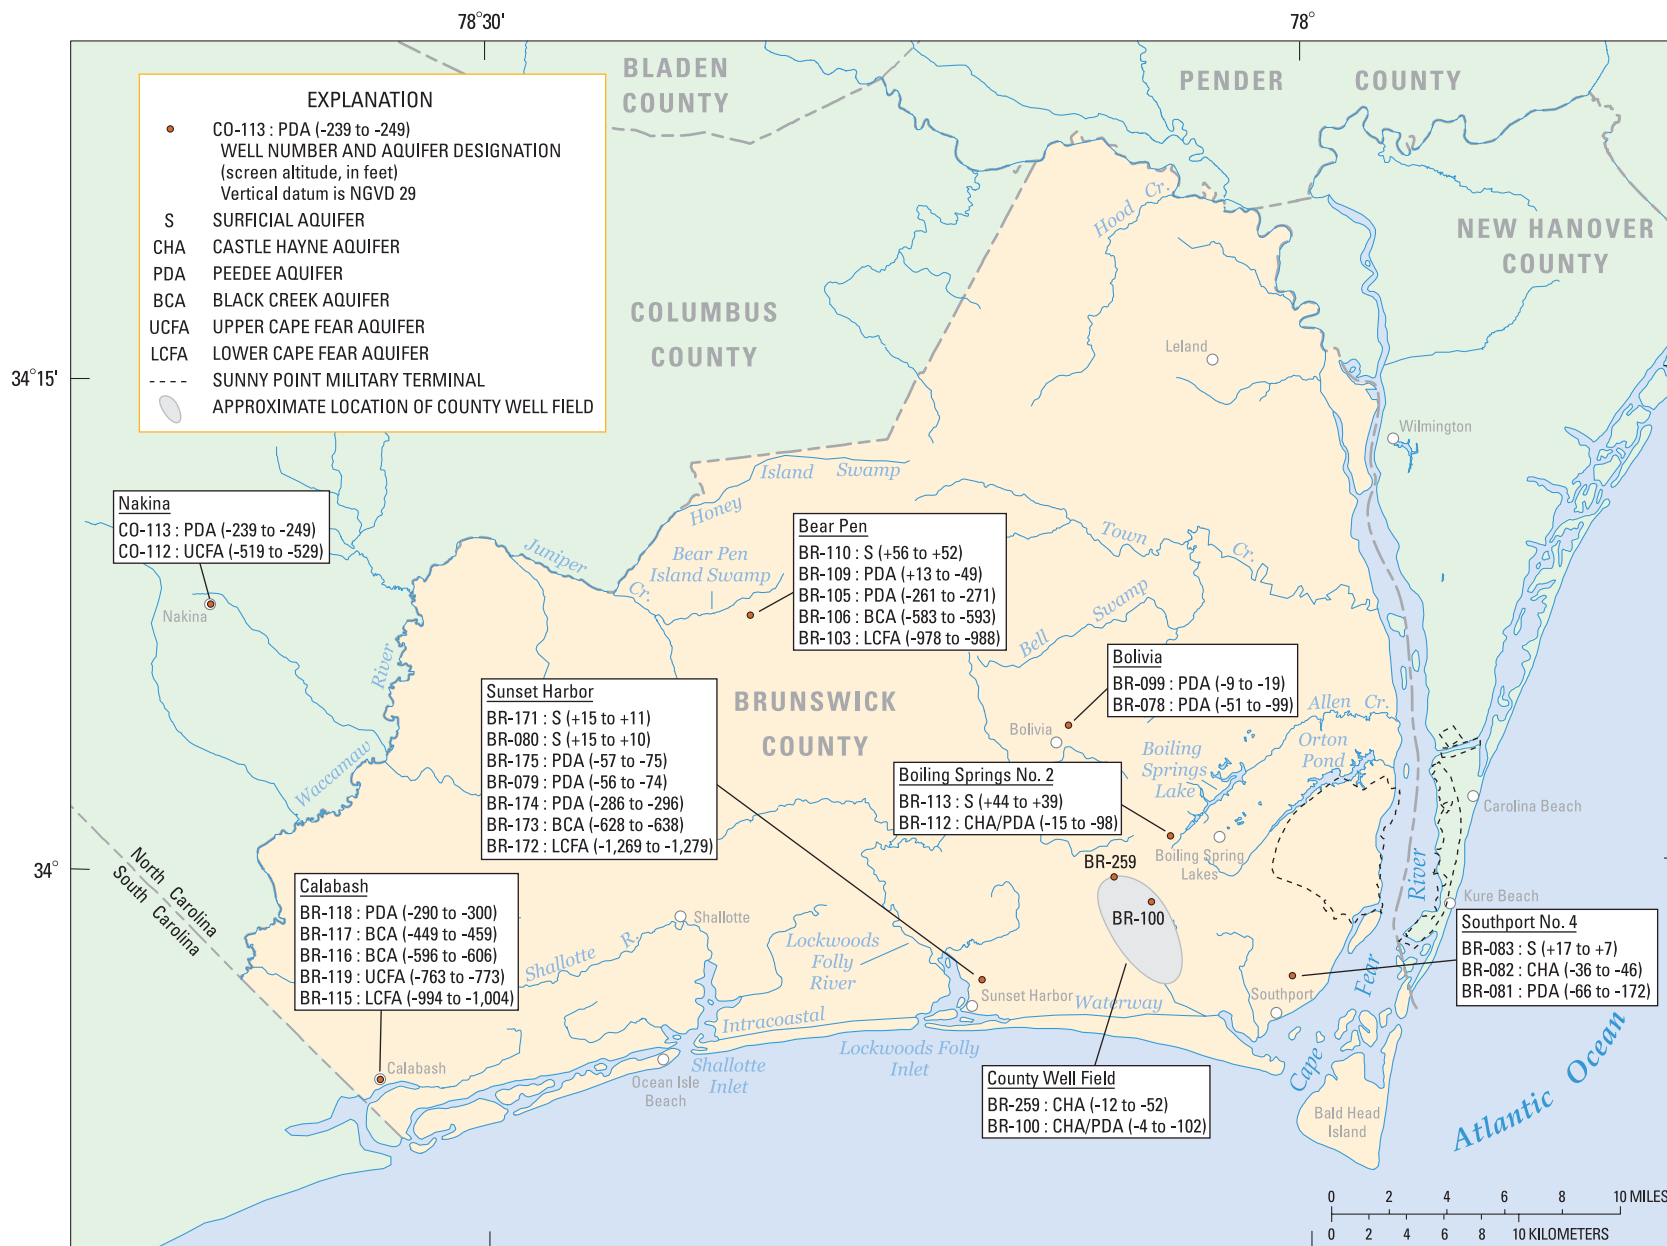 78°30'
78°
BLADEN
COUNTY
PENDER COUNTY
EXPLANATION
CO-113 : PDA (-239 to -249)
WELL NUMBER AND AQUIFER DESIGNATION
(screen altitude, in feet)
Vertical datum is NGVD 29
S SURFICIAL AQUIFER
CHA CASTLE HAYNE AQUIFER
PDA PEEDEE AQUIFER
BCA BLACK CREEK AQUIFER
UCFA UPPER CAPE FEAR AQUIFER
LCFA LOWER CAPE FEAR AQUIFER
SUNNY POINT MILITARY TERMINAL
APPROXIMATE LOCATION OF COUNTY WELL FIELD
Hood Cr.
NEW HANOVER
COUNTY
COLUMBUS
COUNTY
Leland
34°15'
Wilmington
Honey Island Swamp
Nakina
CO-113 : PDA (-239 to -249)
CO-112 : UCFA (-519 to -529)
Nakina
Juniper Cr.
Bear Pen
Island Swamp
Bear Pen
BR-110 : S (+56 to +52)
BR-109 : PDA (+13 to -49)
BR-105 : PDA (-261 to -271)
BR-106 : BCA (-583 to -593)
BR-103 : LCFA (-978 to -988)
Town Cr.
Bell Swamp
Waccamaw River
Sunset Harbor
BR-171 : S (+15 to +11)
BR-080 : S (+15 to +10)
BR-175 : PDA (-57 to -75)
BR-079 : PDA (-56 to -74)
BR-174 : PDA (-286 to -296)
BR-173 : BCA (-628 to -638)
BR-172 : LCFA (-1,269 to -1,279)
BRUNSWICK
COUNTY
Bolivia
BR-099 : PDA (-9 to -19)
BR-078 : PDA (-51 to -99)
Bolivia
Allen Cr.
Boiling
Springs
Lake
Orton
Pond
Boiling Springs No. 2
BR-113 : S (+44 to +39)
BR-112 : CHA/PDA (-15 to -98)
Carolina Beach
Boiling Spring
Lakes
34°
North Carolina
South Carolina
BR-259
BR-100
Kure Beach
Calabash
BR-118 : PDA (-290 to -300)
BR-117 : BCA (-449 to -459)
BR-116 : BCA (-596 to -606)
BR-119 : UCFA (-763 to -773)
BR-115 : LCFA (-994 to -1,004)
Shallotte
Shallotte R.
Lockwoods
Folly
River
Southport No. 4
BR-083 : S (+17 to +7)
BR-082 : CHA (-36 to -46)
BR-081 : PDA (-66 to -172)
Sunset Harbor
Southport
Intracoastal Waterway
Cape Fear River
Calabash
Ocean Isle
Beach
Shallotte
Inlet
Lockwoods Folly
Inlet
County Well Field
BR-259 : CHA (-12 to -52)
BR-100 : CHA/PDA (-4 to -102)
Bald Head
Island
Atlantic Ocean
0 2 4 6 8 10 MILES
0 2 4 6 8 10 KILOMETERS